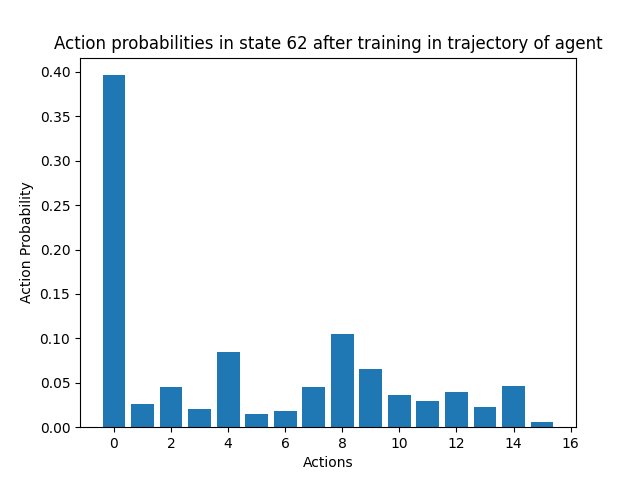 Action probabilities in state 62 after training in trajectory of agent
0.40
0.35
0.30
0.25
0.20
0.15
0.10
0.05
0.00
Action Probability
0 2 4 6 8 10 12 14 16
Actions